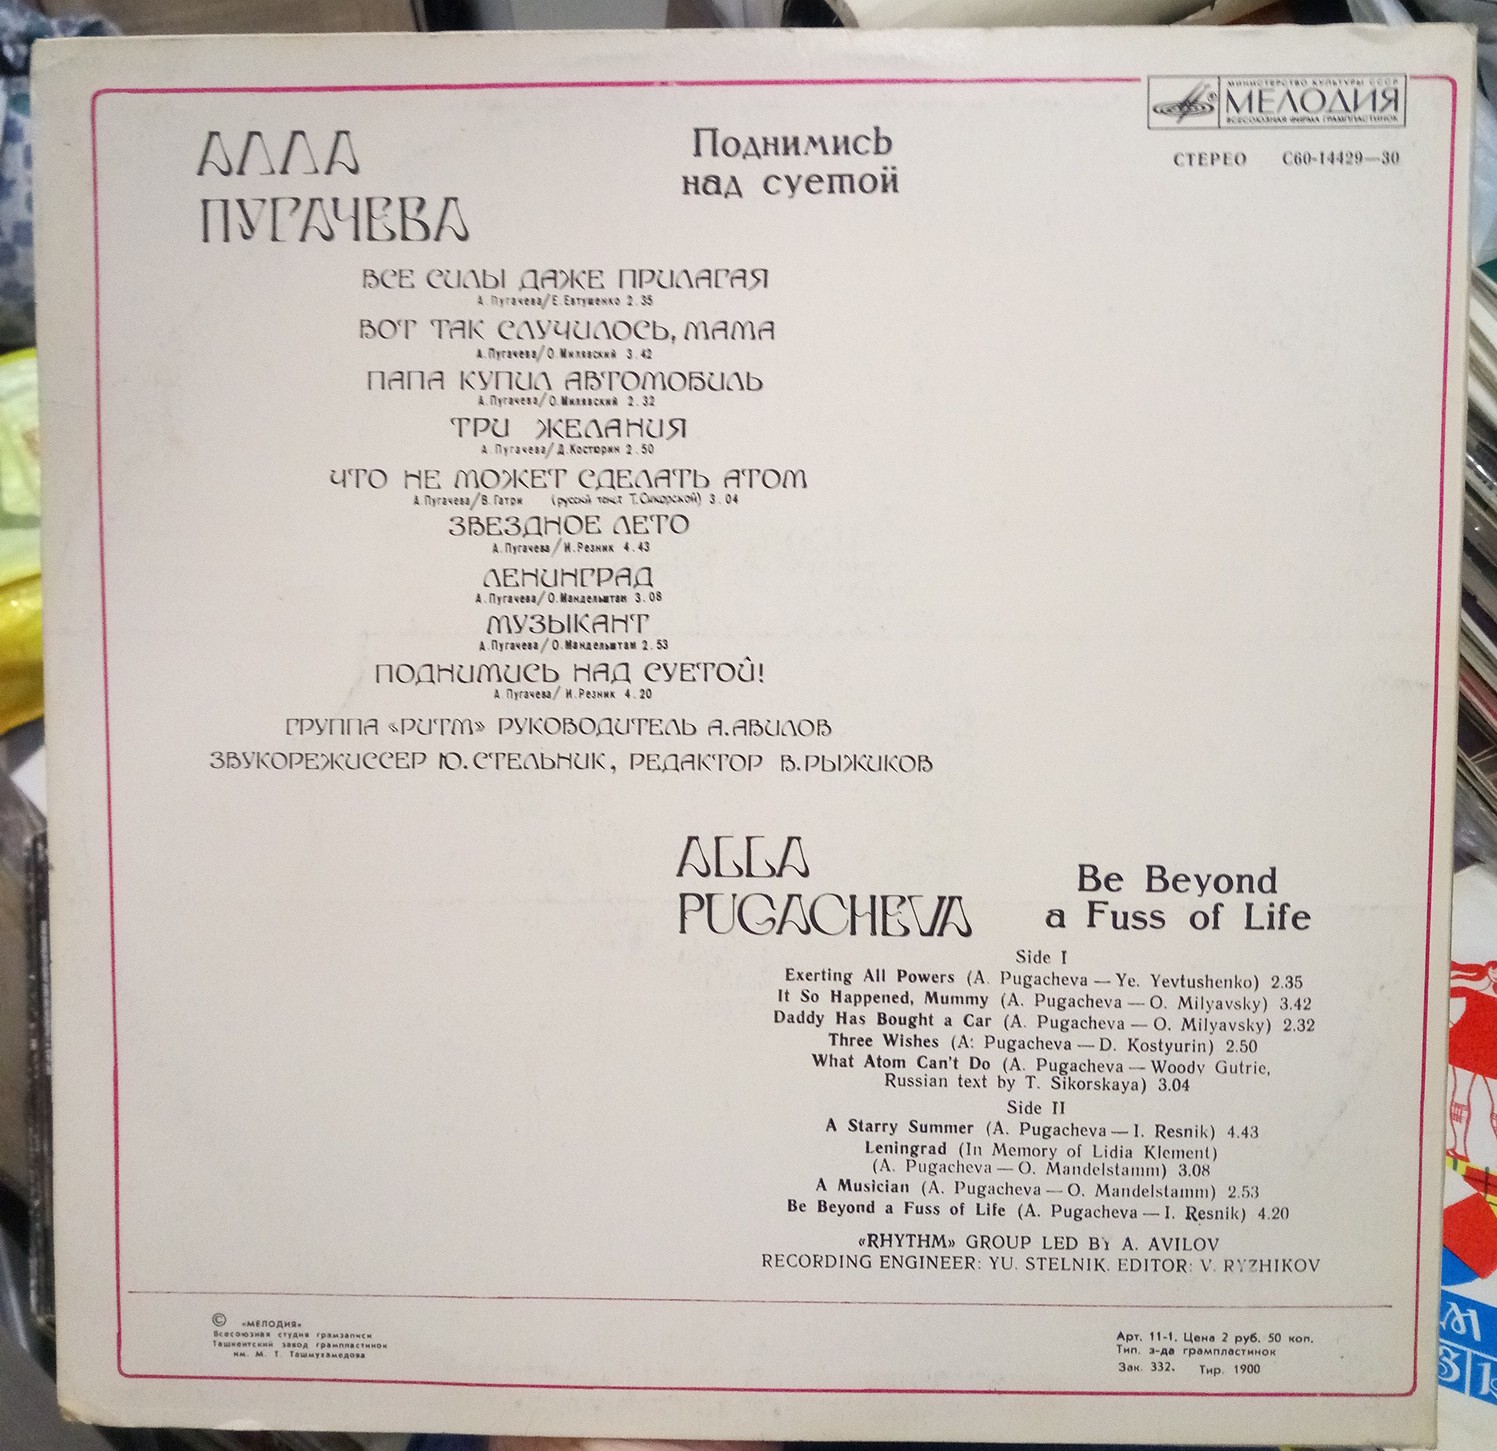 МИНИСТЕРСТВО КУЛЬТУРЫ СССР
МЕЛОДИЯ
ВСЕСОЮЗНАЯ ФИРМА ГРАМПЛАСТИНОК
СТЕРЕО С60-14429—30
АЛЛА
ПУГАЧЕВА
Поднимись
над суетой
ВСЕ СИЛЫ ДАЖЕ ПРИЛАГАЯ
А.Пугачева/Е.Евтушенко 2.35
ВОТ ТАК СЛУЧИЛОСЬ, МАМА
А.Пугачева/О.Милявский 3.42
ПАПА КУПИЛ АВТОМОБИЛЬ
А.Пугачева/О.Милявский 2.32
ТРИ ЖЕЛАНИЯ
А.Пугачева/Д.Костюрин 2.50
ЧТО НЕ МОЖЕТ СДЕЛАТЬ АТОМ
А.Пугачева/В.Гатри (русский текст Т.Сикорской) 3.04
ЗВЕЗДНОЕ ЛЕТО
А.Пугачева/И.Резник 4.43
ЛЕНИНГРАД
А.Пугачева/О.Мандельштам 3.08
МУЗЫКАНТ
А.Пугачева/О.Мандельштам 2.53
ПОДНИМИСЬ НАД СУЕТОЙ!
А.Пугачева/И.Резник 4.20
ГРУППА «РИТМ» РУКОВОДИТЕЛЬ А.АВИЛОВ
ЗВУКОРЕЖИССЕР Ю.СТЕЛЬНИК, РЕДАКТОР В.РЫЖИКОВ
ALLA
PUGACHEVA
Be Beyond
a Fuss of Life
Side I
Exerting All Powers (A. Pugacheva — Ye. Yevtushenko) 2.35
It So Happened, Mummy (A. Pugacheva — O. Milyavsky) 3.42
Daddy Has Bought a Car (A. Pugacheva — O. Milyavsky) 2.32
Three Wishes (A: Pugacheva — D. Kostyurin) 2.50
What Atom Can't Do (A. Pugacheva — Woody Gutrie,
Russian text by T. Sikorskaya) 3.04
Side II
A Starry Summer (A. Pugacheva — I. Resnik) 4.43
Leningrad (In Memory of Lidia Klement)
(A. Pugacheva — O. Mandelstamm) 3.08
A Musician (A. Pugacheva — O. Mandelstamm) 2.53
Be Beyond a Fuss of Life (A. Pugacheva — I. Resnik) 4.20
«RHYTHM» GROUP LED BY A. AVILOV
RECORDING ENGINEER: YU. STELNIK. EDITOR: V. RYZHIKOV
© «МЕЛОДИЯ»
Всесоюзная студия грамзаписи
Ташкентский завод грампластинок
им. М. Т. Ташмухамедова
Арт. 11-1. Цена 2 руб. 50 коп.
Тип. з-да грампластинок
Зак. 332. Тир. 1900